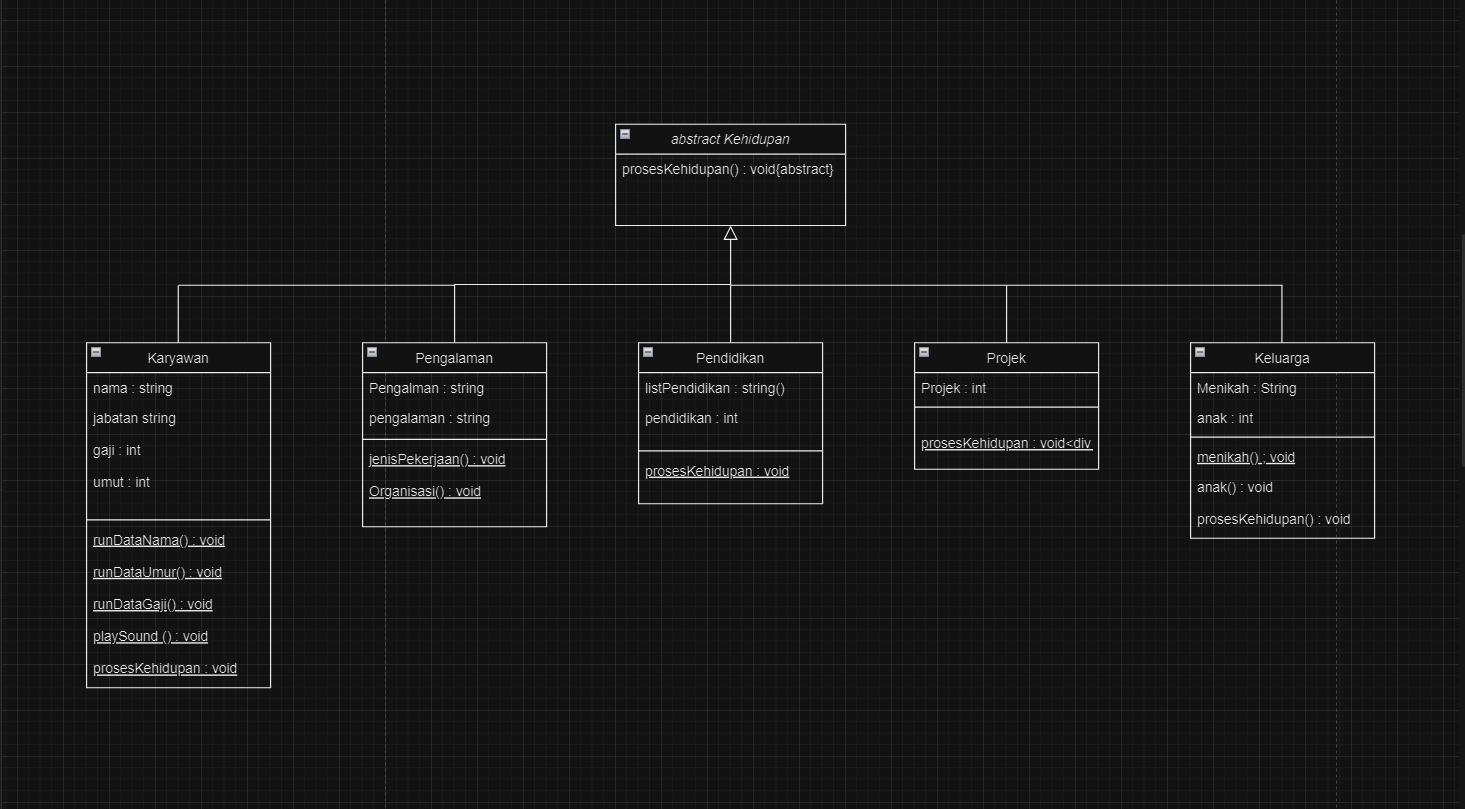 abstract Kehidupan
prosesKehidupan() : void{abstract}
Karyawan
nama : string
jabatan string
gaji : int
umut : int
runDataNama() : void
runDataUmur() : void
runDataGaji() : void
playSound () : void
prosesKehidupan : void
Pengalaman
Pengalman : string
pengalaman : string
jenisPekerjaan() : void
Organisasi() : void
Pendidikan
listPendidikan : string()
pendidikan : int
prosesKehidupan : void
Projek
Projek : int
prosesKehidupan : void<div
Keluarga
Menikah : String
anak : int
menikah() ; void
anak() : void
prosesKehidupan() : void